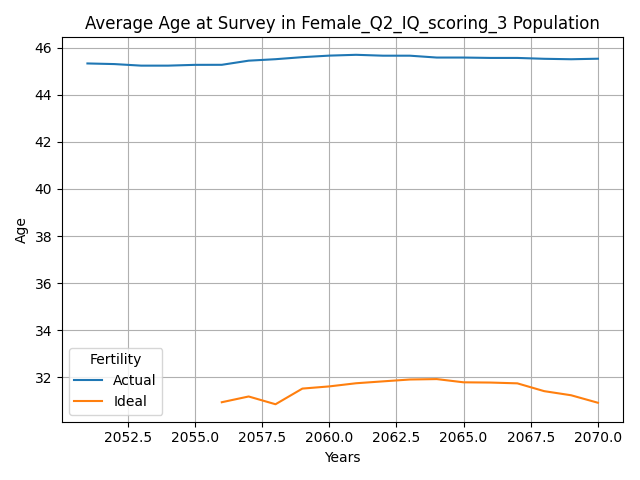 Average Age at Survey in Female_Q2_IQ_scoring_3 Population
Age
46
44
42
40
38
36
34
32
Fertility
Actual
Ideal
2052.5 2055.0 2057.5 2060.0 2062.5 2065.0 2067.5 2070.0
Years